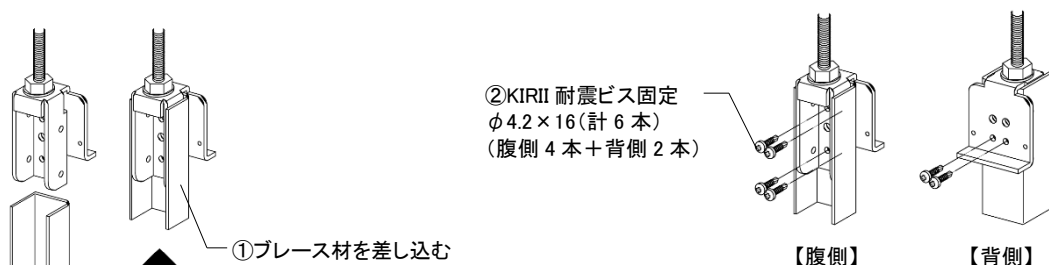 ②KIRII 耐震ビス固定
φ4.2×16(計 6 本)
(腹側 4 本+背側 2 本)
①ブレース材を差し込む
【腹側】
【背側】